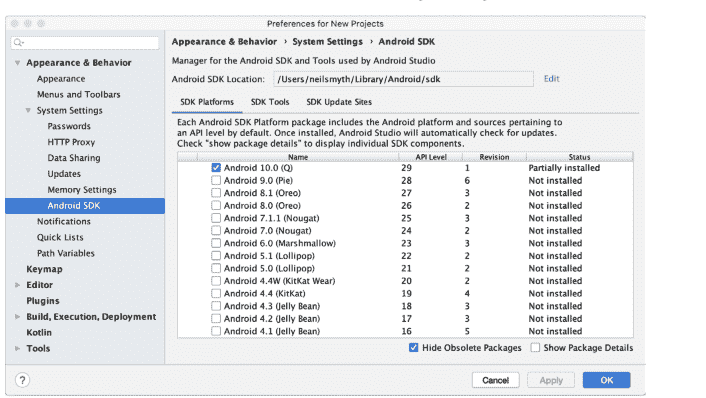 Preferences for New Projects
Appearance & Behavior
Appearance
Menus and Toolbars
System Settings
Passwords
HTTP Proxy
Data Sharing
Updates
Memory Settings
Android SDK
Notifications
Quick Lists
Path Variables
Keymap
Editor
Plugins
Build, Execution, Deployment
Kotlin
Tools
Appearance & Behavior › System Settings › Android SDK
Manager for the Android SDK and Tools used by Android Studio
Android SDK Location: /Users/neilsmyth/Library/Android/sdk Edit
SDK Platforms SDK Tools SDK Update Sites
Each Android SDK Platform package includes the Android platform and sources pertaining to
an API level by default. Once installed, Android Studio will automatically check for updates.
Check "show package details" to display individual SDK components.
Name API Level Revision Status
Android 10.0 (Q) 29 1 Partially installed
Android 9.0 (Pie) 28 6 Not installed
Android 8.1 (Oreo) 27 3 Not installed
Android 8.0 (Oreo) 26 2 Not installed
Android 7.1.1 (Nougat) 25 3 Not installed
Android 7.0 (Nougat) 24 2 Not installed
Android 6.0 (Marshmallow) 23 3 Not installed
Android 5.1 (Lollipop) 22 2 Not installed
Android 5.0 (Lollipop) 21 2 Not installed
Android 4.4W (KitKat Wear) 20 2 Not installed
Android 4.4 (KitKat) 19 4 Not installed
Android 4.3 (Jelly Bean) 18 3 Not installed
Android 4.2 (Jelly Bean) 17 3 Not installed
Android 4.1 (Jelly Bean) 16 5 Not installed
Hide Obsolete Packages Show Package Details
? Cancel Apply OK